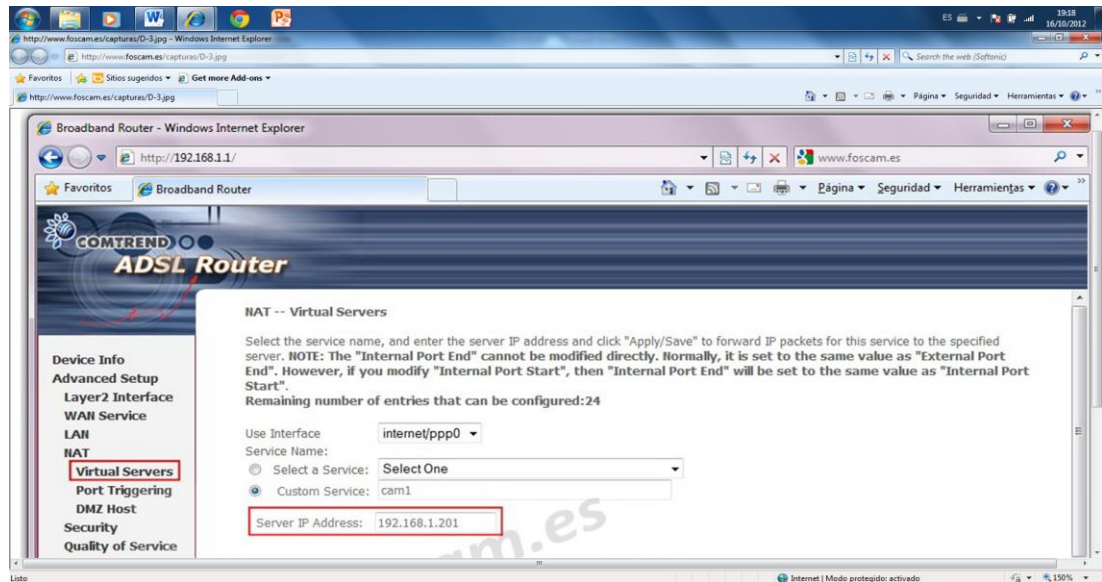 ES
19:18
16/10/2012
http://www.foscam.es/capturas/D-3.jpg - Windows Internet Explorer
http://www.foscam.es/capturas/D-3.jpg
Search the web (Softonic)
Favoritos
Sitios sugeridos
Get more Add-ons
http://www.foscam.es/capturas/D-3.jpg
Página
Seguridad
Herramientas
Broadband Router - Windows Internet Explorer
http://192.168.1.1/
www.foscam.es
Favoritos
Broadband Router
Página
Seguridad
Herramientas
COMTREND
ADSL Router
Device Info
Advanced Setup
Layer2 Interface
WAN Service
LAN
NAT
Virtual Servers
Port Triggering
DMZ Host
Security
Quality of Service
NAT -- Virtual Servers
Select the service name, and enter the server IP address and click "Apply/Save" to forward IP packets for this service to the specified
server. NOTE: The "Internal Port End" cannot be modified directly. Normally, it is set to the same value as "External Port
End". However, if you modify "Internal Port Start", then "Internal Port End" will be set to the same value as "Internal Port
Start".
Remaining number of entries that can be configured:24
Use Interface internet/ppp0
Service Name:
Select a Service: Select One
Custom Service: cam1
Server IP Address: 192.168.1.201
am.es
Listo
Internet | Modo protegido: activado
150%